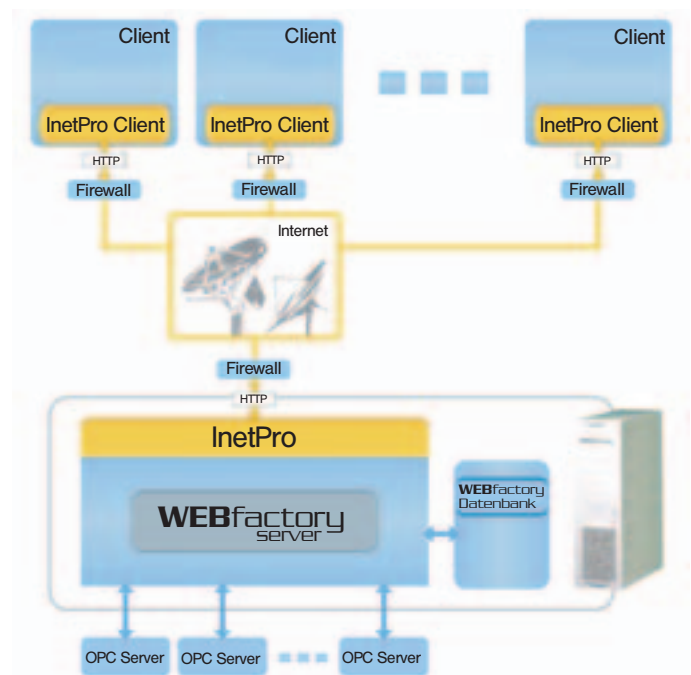 Client
Client
Client
InetPro Client
InetPro Client
InetPro Client
HTTP
HTTP
HTTP
Firewall
Firewall
Firewall
Internet
Firewall
HTTP
InetPro
WEBfactory
server
WEBfactory
Datenbank
OPC Server
OPC Server
OPC Server